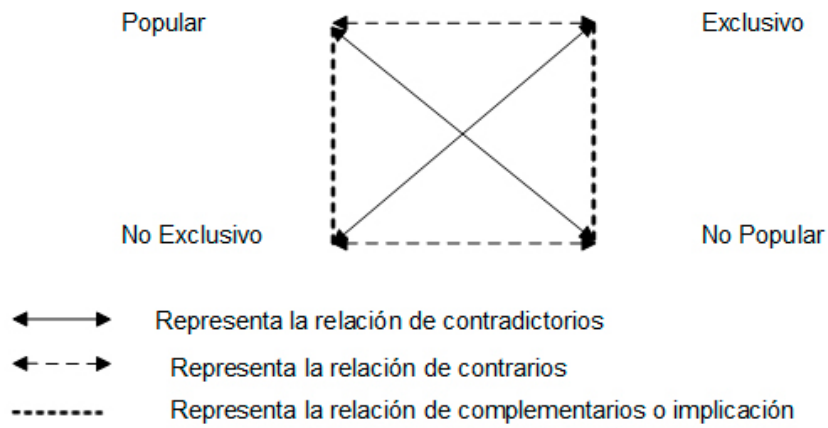 Popular Exclusivo
No Exclusivo No Popular
Representa la relación de contradictorios
Representa la relación de contrarios
Representa la relación de complementarios o implicación